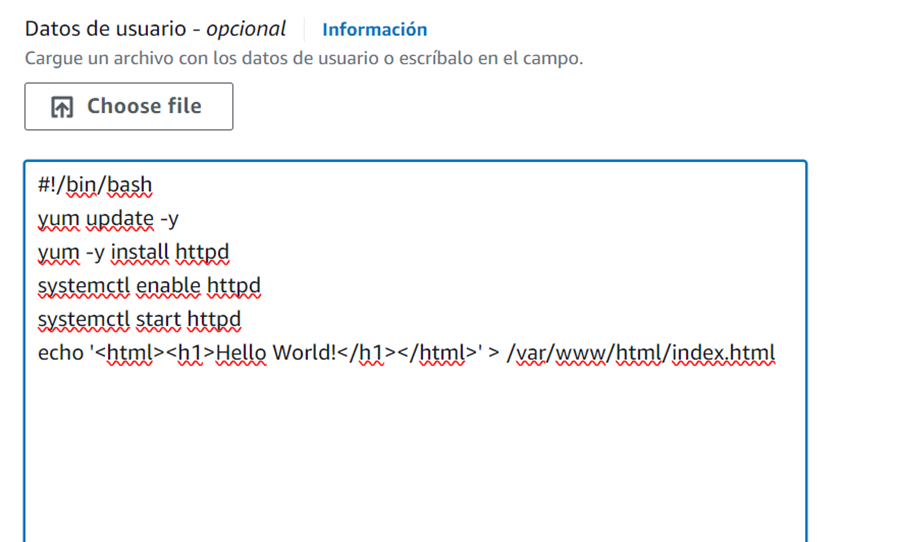 Datos de usuario - opcional Información
Cargue un archivo con los datos de usuario o escríbalo en el campo.
Choose file
#!/bin/bash
yum update -y
yum -y install httpd
systemctl enable httpd
systemctl start httpd
echo '<html><h1>Hello World!</h1></html>' > /var/www/html/index.html